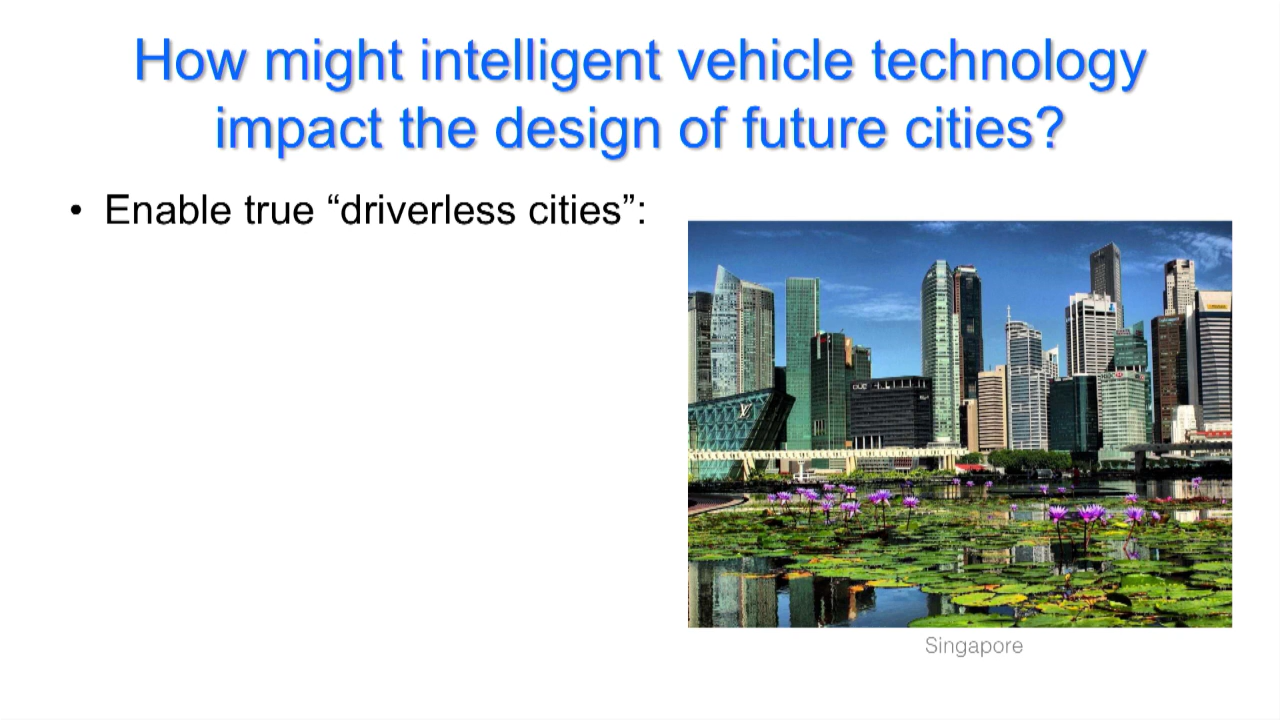 How might intelligent vehicle technology
impact the design of future cities?
• Enable true “driverless cities”:
Singapore